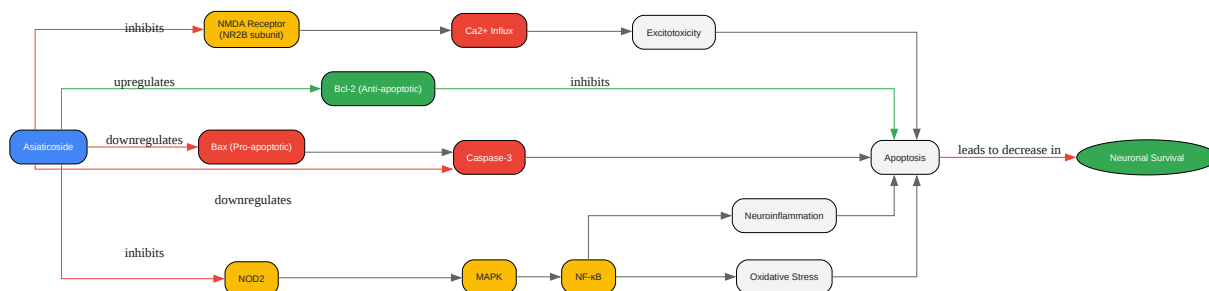 inhibits
NMDA Receptor
(NR2B subunit)
Ca2+ Influx
Excitotoxicity
upregulates
Bcl-2 (Anti-apoptotic)
inhibits
Asiaticoside
downregulates
Bax (Pro-apoptotic)
Caspase-3
Apoptosis
leads to decrease in
Neuronal Survival
downregulates
Neuroinflammation
inhibits
NOD2
MAPK
NF-κB
Oxidative Stress